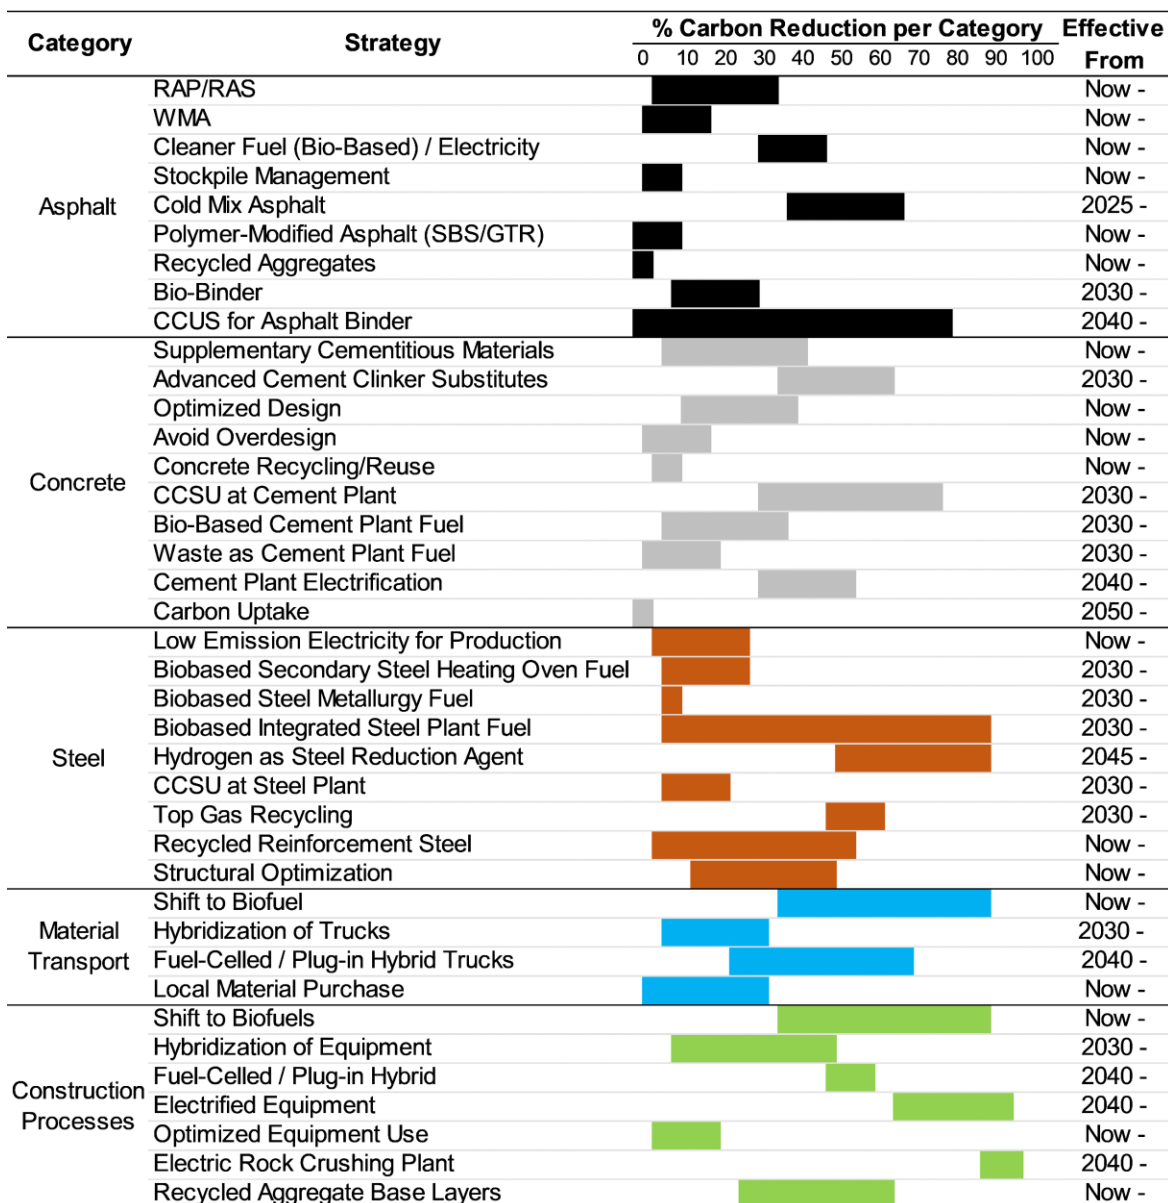 Category Strategy % Carbon Reduction per Category Effective From
0 10 20 30 40 50 60 70 80 90 100
Asphalt
RAP/RAS Now -
WMA Now -
Cleaner Fuel (Bio-Based) / Electricity Now -
Stockpile Management Now -
Cold Mix Asphalt 2025 -
Polymer-Modified Asphalt (SBS/GTR) Now -
Recycled Aggregates Now -
Bio-Binder 2030 -
CCUS for Asphalt Binder 2040 -
Concrete
Supplementary Cementitious Materials Now -
Advanced Cement Clinker Substitutes 2030 -
Optimized Design Now -
Avoid Overdesign Now -
Concrete Recycling/Reuse Now -
CCSU at Cement Plant 2030 -
Bio-Based Cement Plant Fuel 2030 -
Waste as Cement Plant Fuel 2030 -
Cement Plant Electrification 2040 -
Carbon Uptake 2050 -
Steel
Low Emission Electricity for Production Now -
Biobased Secondary Steel Heating Oven Fuel 2030 -
Biobased Steel Metallurgy Fuel 2030 -
Biobased Integrated Steel Plant Fuel 2030 -
Hydrogen as Steel Reduction Agent 2045 -
CCSU at Steel Plant 2030 -
Top Gas Recycling 2030 -
Recycled Reinforcement Steel Now -
Structural Optimization Now -
Material
Transport
Shift to Biofuel Now -
Hybridization of Trucks 2030 -
Fuel-Celled / Plug-in Hybrid Trucks 2040 -
Local Material Purchase Now -
Construction
Processes
Shift to Biofuels Now -
Hybridization of Equipment 2030 -
Fuel-Celled / Plug-in Hybrid 2040 -
Electrified Equipment 2040 -
Optimized Equipment Use Now -
Electric Rock Crushing Plant 2040 -
Recycled Aggregate Base Layers Now -